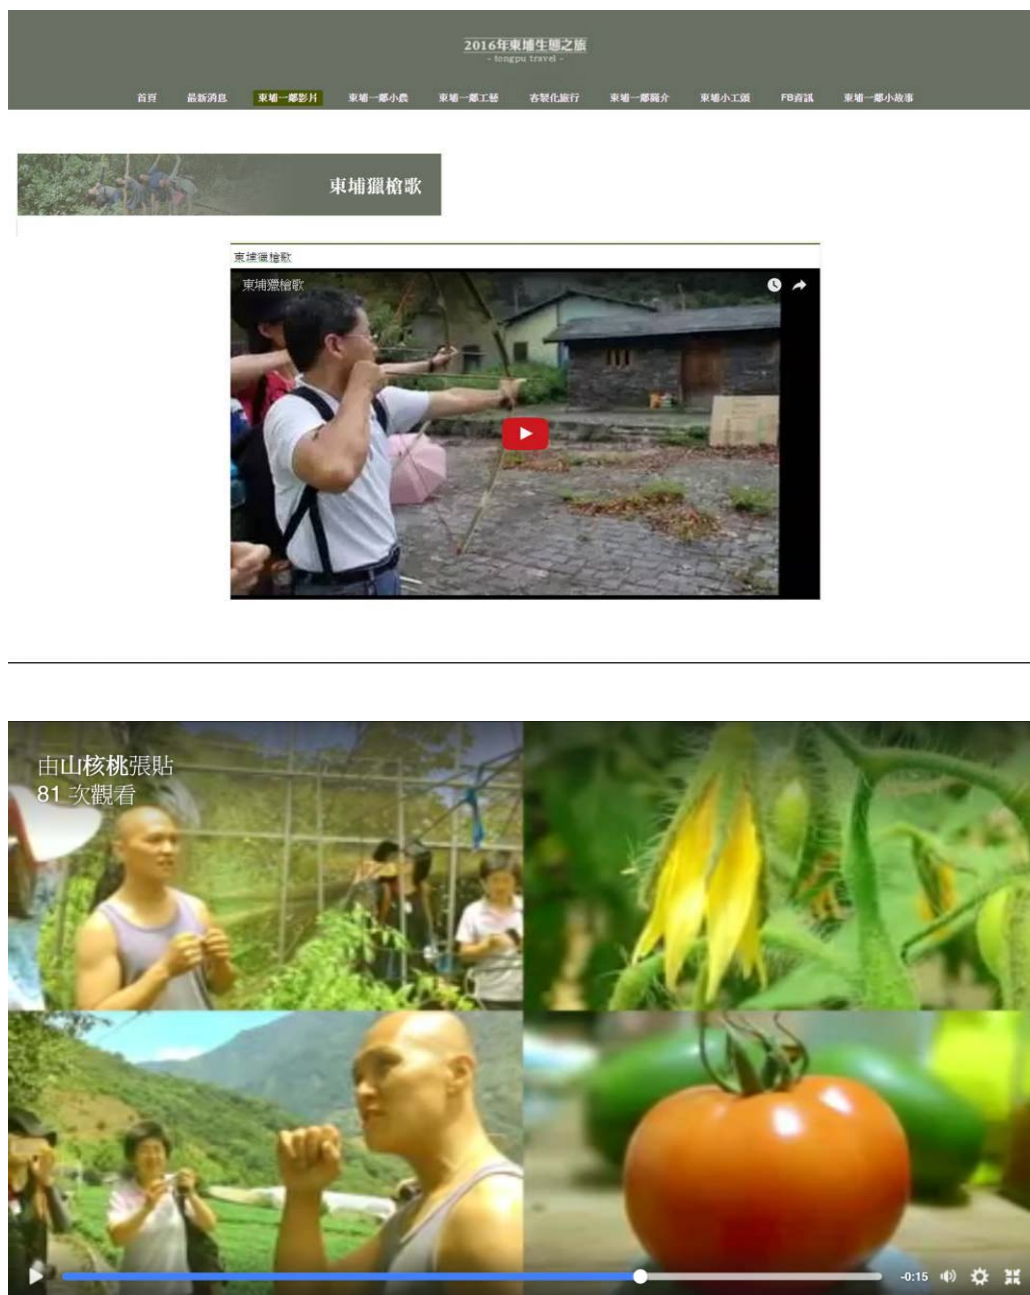 2016年東埔生態之旅
- tongpu travel -
首頁 最新消息 東埔一鄰影片 東埔一鄰小農 東埔一鄰工藝 客製化旅行 東埔一鄰簡介 東埔小工頭 FB資訊 東埔一鄰小故事
東埔獵槍歌
東埔獵槍歌
東埔獵槍歌
由山核桃張貼
81 次觀看
-0:15